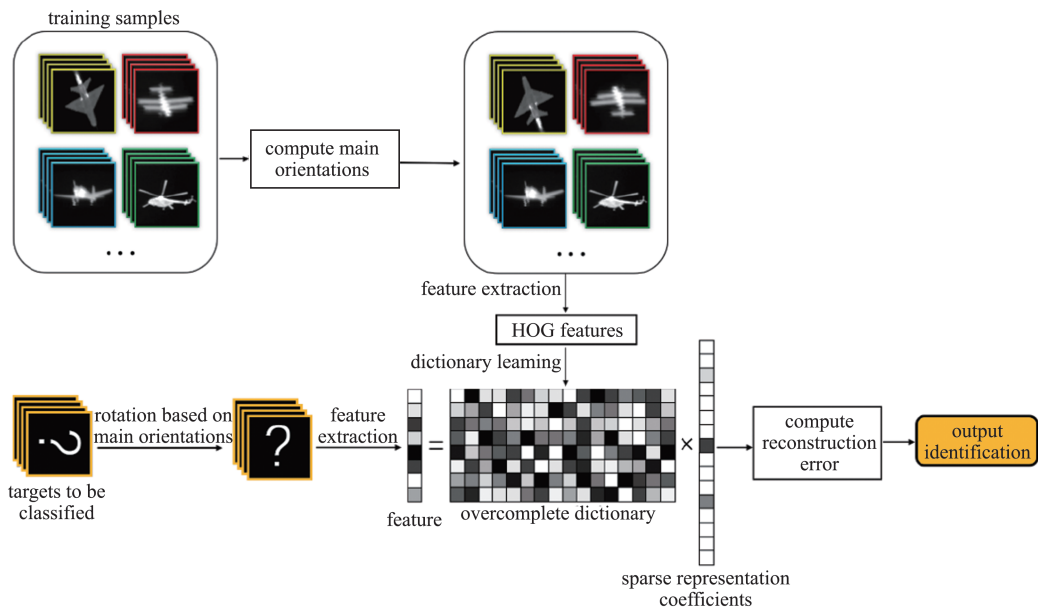 training samples
compute main
orientations
• • •
• • •
feature extraction
HOG features
dictionary leaming
rotation based on
main orientations
feature
extraction
?
?
=
×
compute
reconstruction
error
output
identification
targets to be
classified
feature
overcomplete dictionary
sparse representation
coefficients